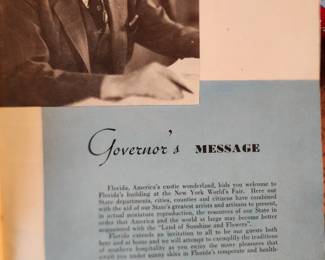 Governor's MESSAGE
Florida, America's exotic wonderland, bids you welcome to
Florida's building at the New York World's Fair. Here our
State departments, cities, counties and citizens have combined
with the aid of our State's greatest artists and artisans to present,
in actual miniature reproduction, the resources of our State in
order that America and the world at large may become better
acquainted with the "Land of Sunshine and Flowers".
Florida extends an invitation to all to be our guests both
here and at home and we will attempt to exemplify the traditions
of southern hospitality as you enjoy the many pleasures that
await you under sunny skies in Florida's temperate and health-